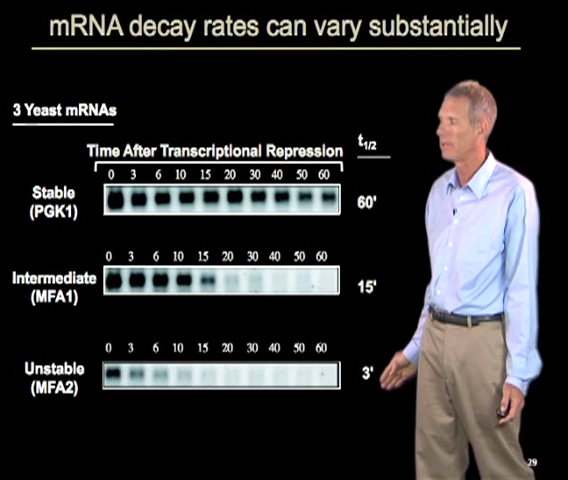 mRNA decay rates can vary substantially
3 Yeast mRNAs
t1/2
Time After Transcriptional Repression
0 3 6 10 15 20 30 40 50 60
Stable
(PGK1)
60'
0 3 6 10 15 20 30 40 50 60
Intermediate
(MFA1)
15'
0 3 6 10 15 20 30 40 50 60
Unstable
(MFA2)
3'
29